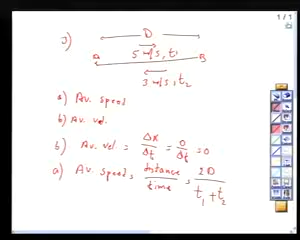 1 / 1
3) D
A B
5 m/s, t1
3 m/s, t2
a) Av. speed
b) Av. vel.
b) Av. vel = Δx/Δt = 0/Δt = 0
a) Av. speed = distance/time = 2D/t1 + t2